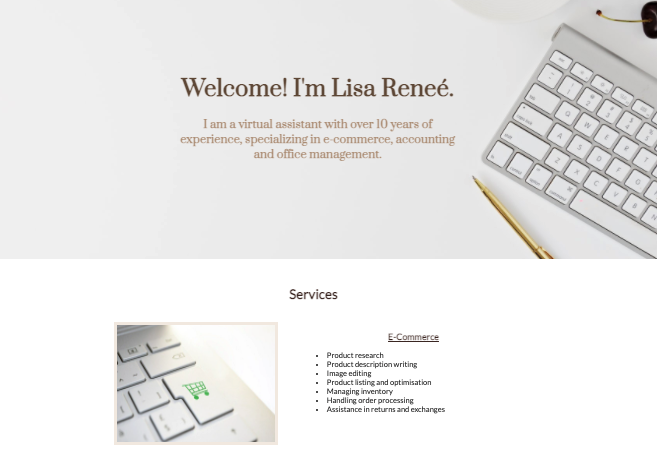 Welcome! I'm Lisa Reneé.
I am a virtual assistant with over 10 years of
experience, specializing in e-commerce, accounting
and office management.
Services
E-Commerce
Product research
Product description writing
Image editing
Product listing and optimisation
Managing inventory
Handling order processing
Assistance in returns and exchanges